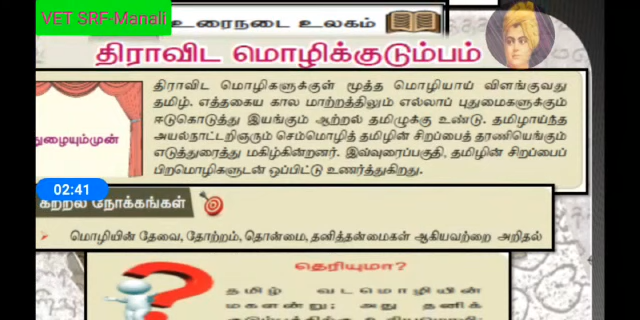 VET SRF-Manali
உரைநடை உலகம்
திராவிட மொழிக்குடும்பம்
திராவிட மொழிகளுக்குள் மூத்த மொழியாய் விளங்குவது
தமிழ். எத்தகைய கால மாற்றத்திலும் எல்லாப் புதுமைகளுக்கும்
நுழையும்முன்
ஈடுகொடுத்து இயங்கும் ஆற்றல் தமிழுக்கு உண்டு. தமிழாய்ந்த
அயல்நாட்டறிஞரும் செம்மொழித் தமிழின் சிறப்பைத் தரணியெங்கும்
எடுத்துரைத்து மகிழ்கின்றனர். இவ்வுரைப்பகுதி, தமிழின் சிறப்பைப்
பிறமொழிகளுடன் ஒப்பிட்டு உணர்த்துகிறது.
02:41
கற்றல் நோக்கங்கள்
மொழியின் தேவை, தோற்றம், தொன்மை, தனித்தன்மைகள் ஆகியவற்றை அறிதல்
தெரியுமா?
தமிழ் வடமொழியின்
மகளன்று; அது தனிக்